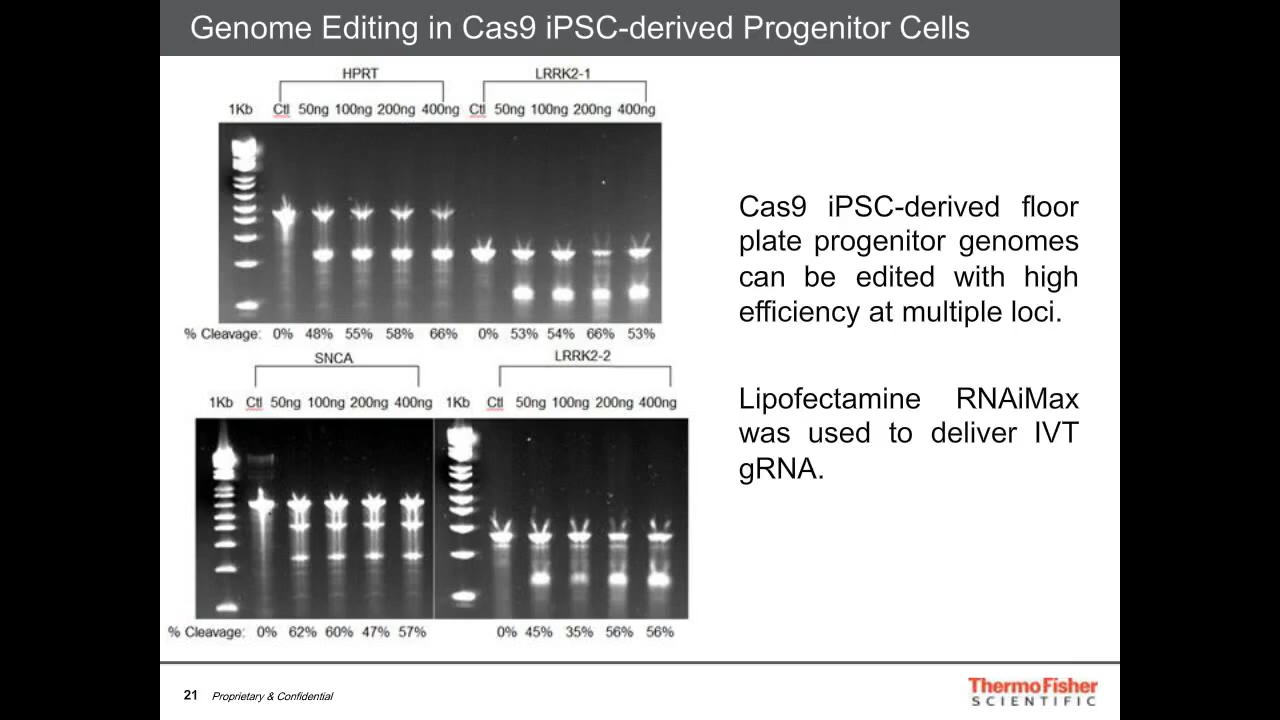 Genome Editing in Cas9 iPSC-derived Progenitor Cells
HPRT LRRK2-1
1Kb Ctl 50ng 100ng 200ng 400ng Ctl 50ng 100ng 200ng 400ng
% Cleavage: 0% 48% 55% 58% 66% 0% 53% 54% 66% 53%
SNCA LRRK2-2
1Kb Ctl 50ng 100ng 200ng 400ng 1Kb Ctl 50ng 100ng 200ng 400ng
% Cleavage: 0% 62% 60% 47% 57% 0% 45% 35% 56% 56%
Cas9 iPSC-derived floor
plate progenitor genomes
can be edited with high
efficiency at multiple loci.
Lipofectamine RNAiMax
was used to deliver IVT
gRNA.
21 Proprietary & Confidential
ThermoFisher
SCIENTIFIC